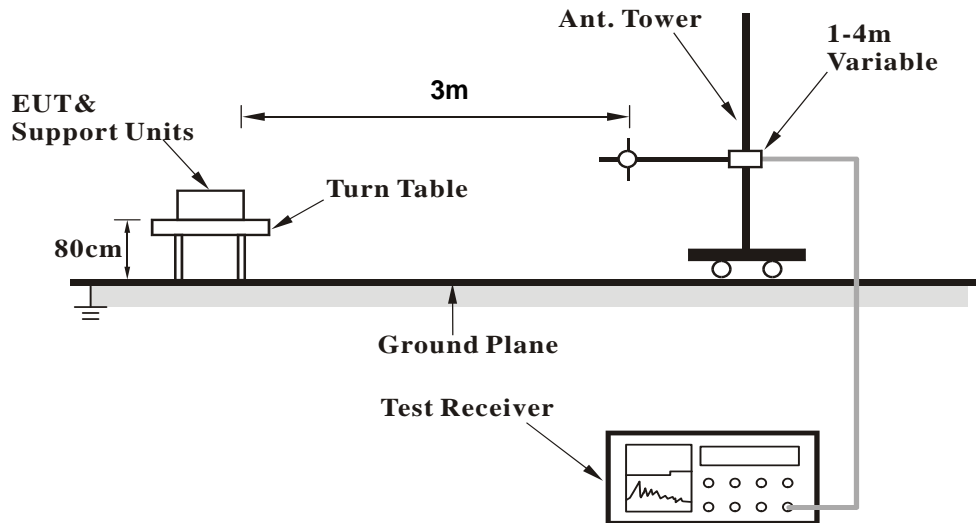 Ant. Tower
1-4m
Variable
3m
EUT&
Support Units
Turn Table
80cm
Ground Plane
Test Receiver